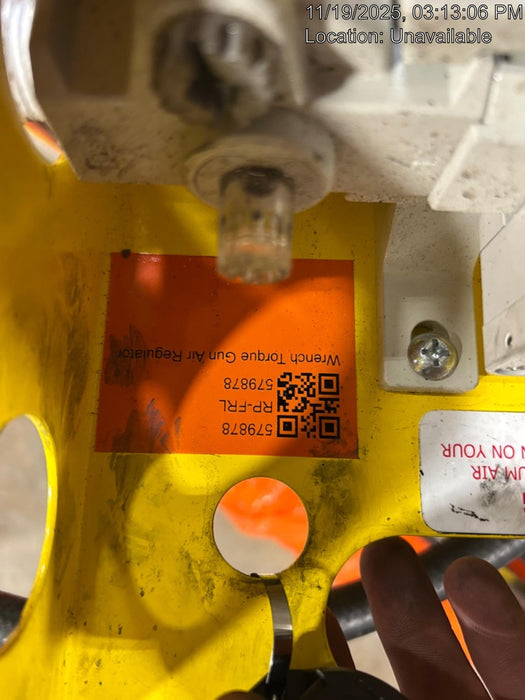 11/19/2025, 03:13:06 PM
Location: Unavailable
579878
RP-FRL
579878
Wrench Torque Gun Air Regulator
UM AIR
N ON YOUR